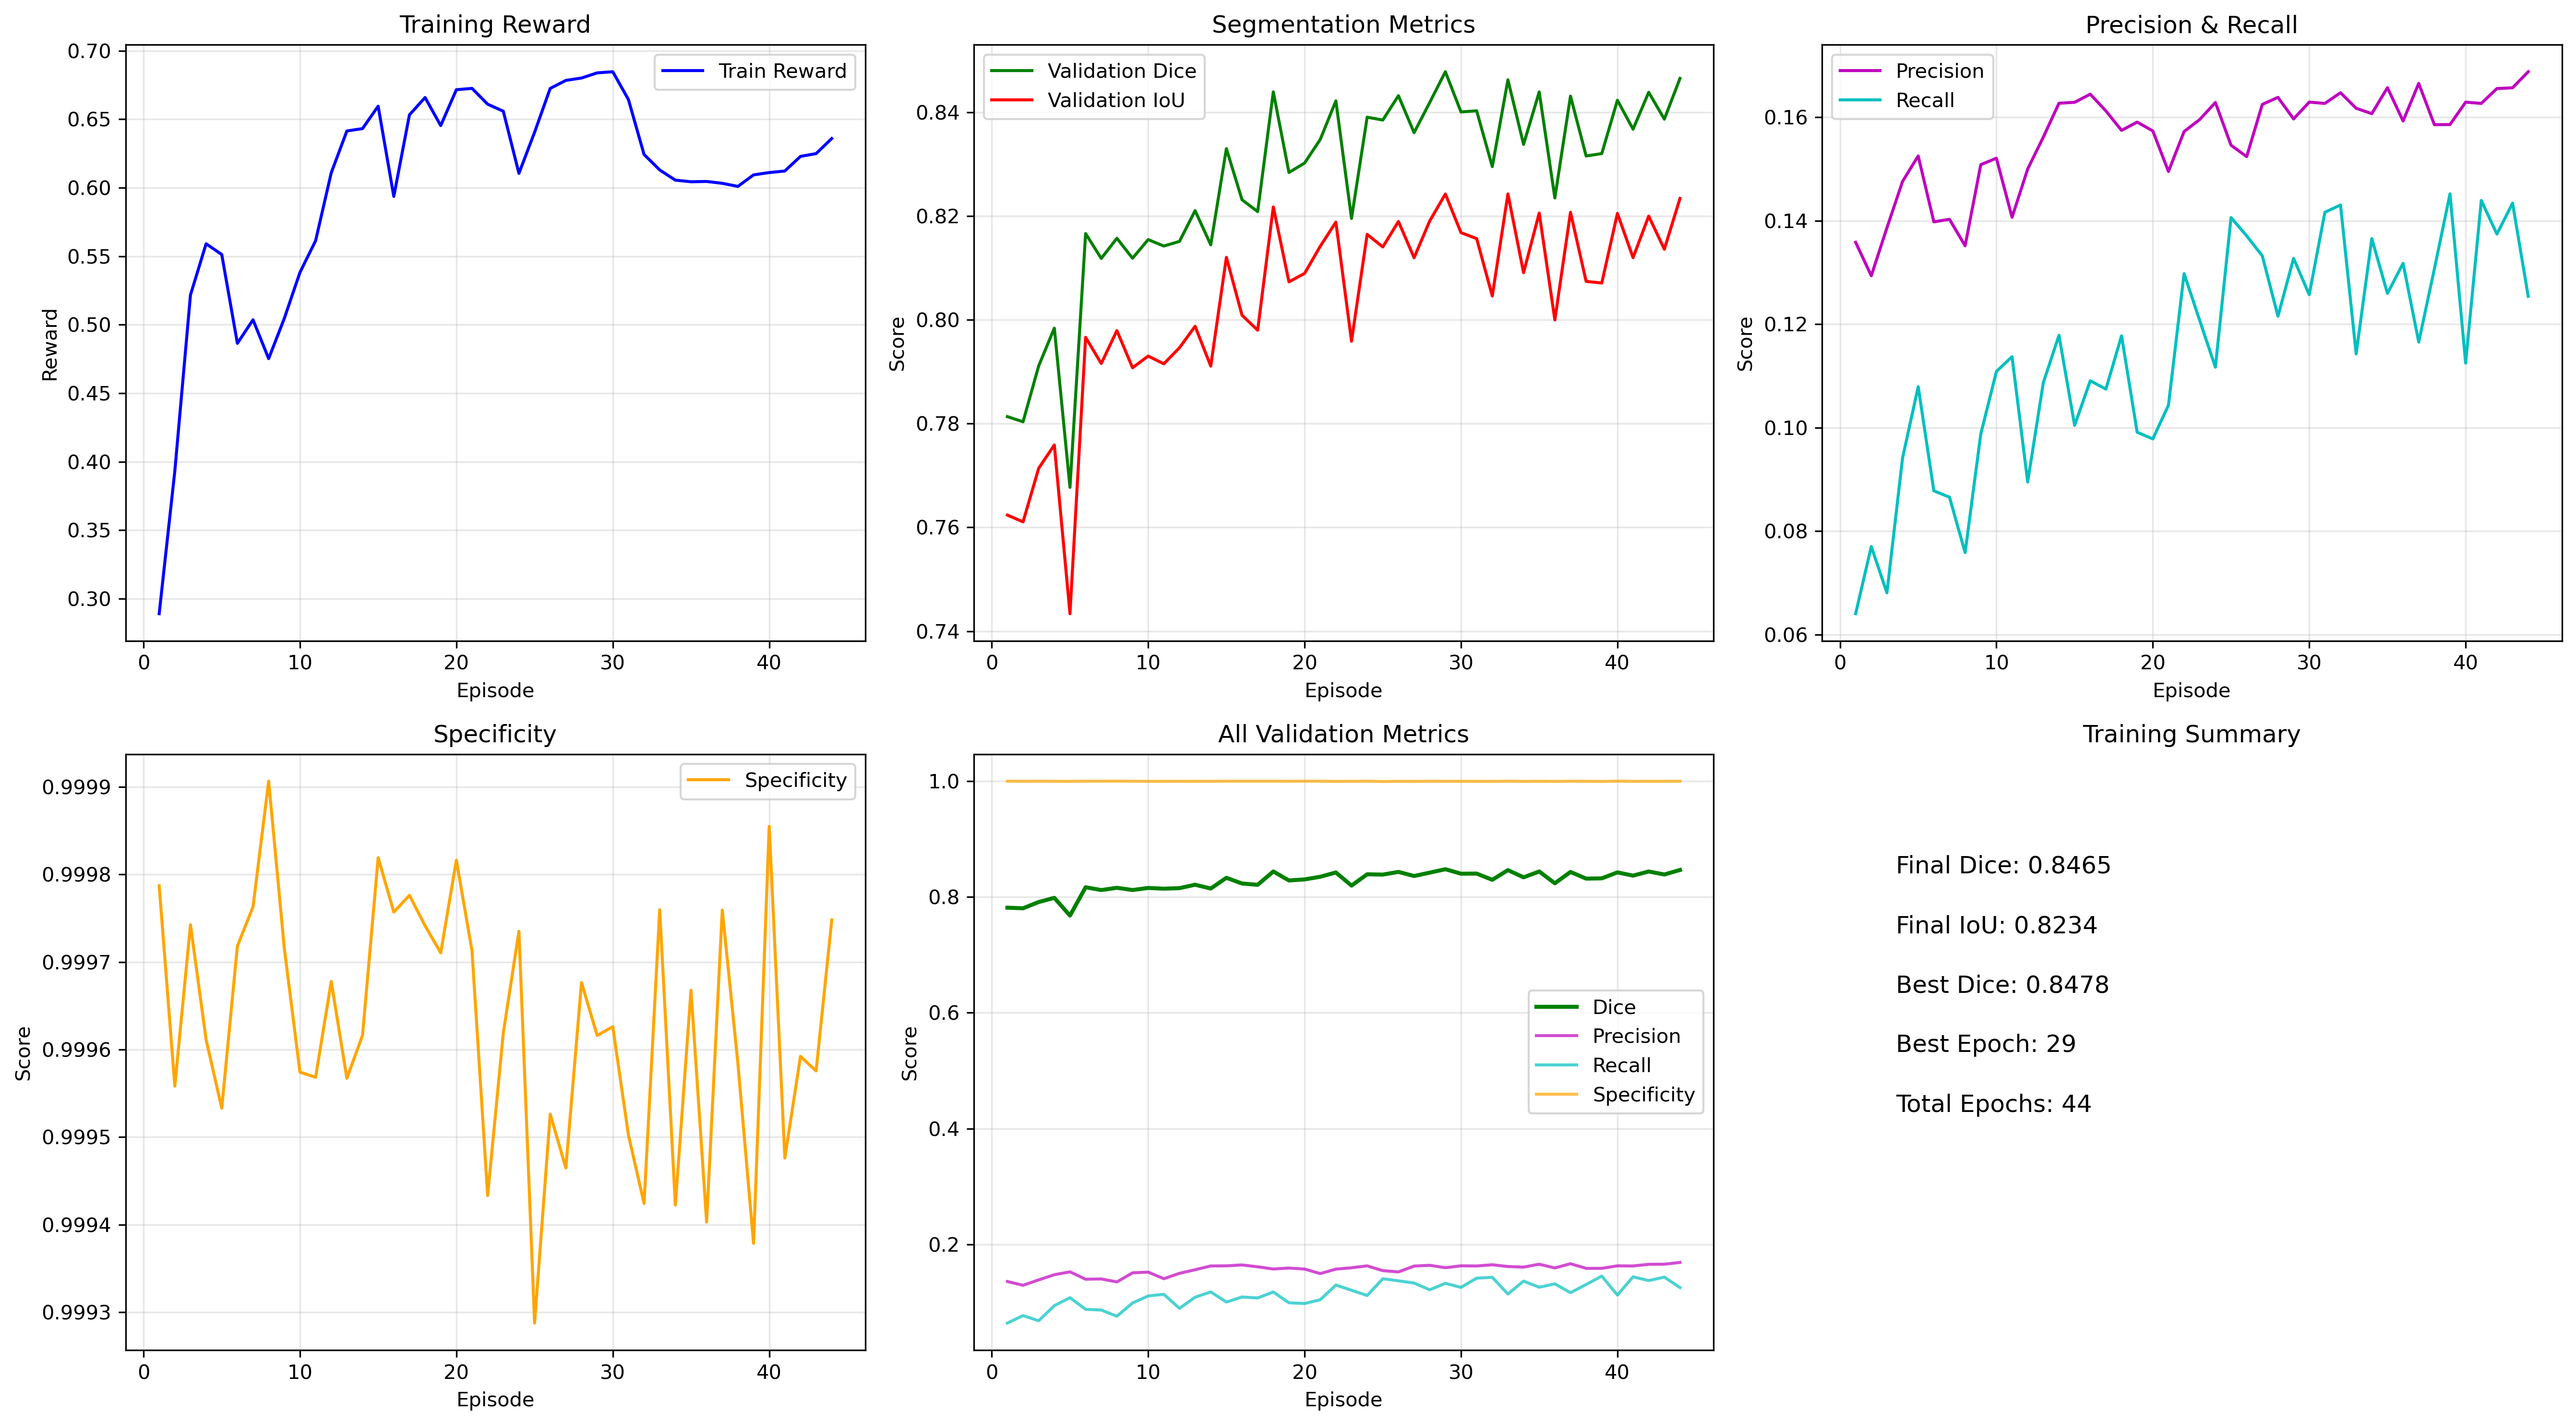 Training Reward
0.70
0.65
0.60
0.55
0.50
0.45
0.40
0.35
0.30
Reward
Train Reward
0 10 20 30 40
Episode
Segmentation Metrics
0.84
0.82
0.80
0.78
0.76
0.74
Score
Validation Dice
Validation IoU
0 10 20 30 40
Episode
Precision & Recall
0.16
0.14
0.12
0.10
0.08
0.06
Score
Precision
Recall
0 10 20 30 40
Episode
Specificity
0.9999
0.9998
0.9997
0.9996
0.9995
0.9994
0.9993
Score
Specificity
0 10 20 30 40
Episode
All Validation Metrics
1.0
0.8
0.6
0.4
0.2
Score
Dice
Precision
Recall
Specificity
0 10 20 30 40
Episode
Training Summary
Final Dice: 0.8465
Final IoU: 0.8234
Best Dice: 0.8478
Best Epoch: 29
Total Epochs: 44